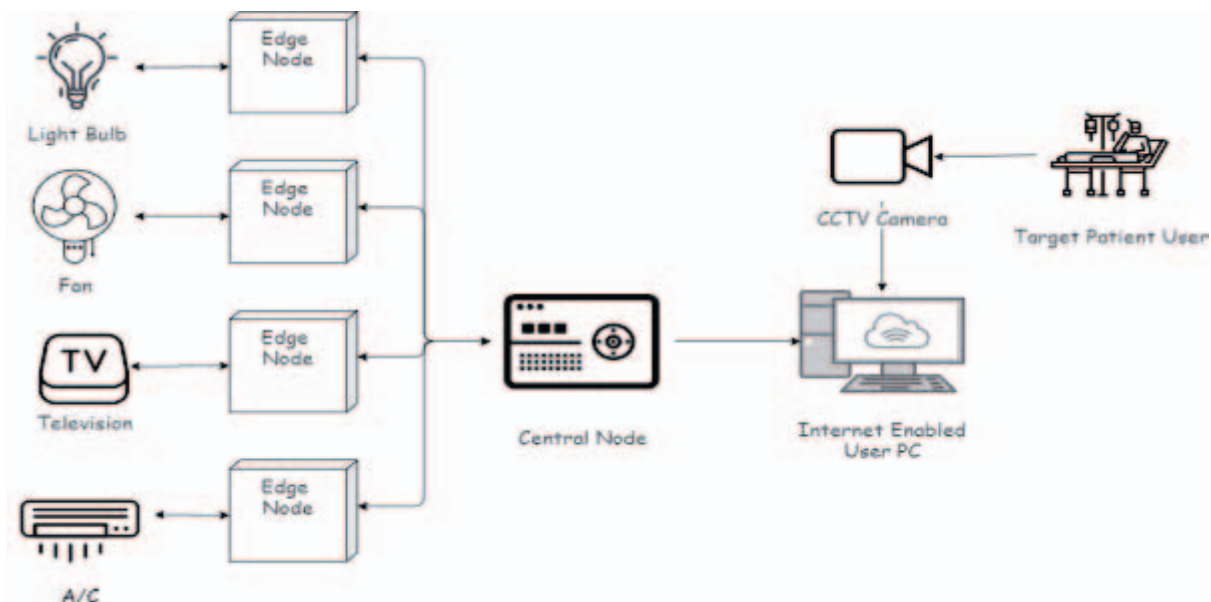 Edge
Node
Light Bulb
Edge
Node
Fan
Edge
Node
TV
Television
Edge
Node
A/C
Central Node
CCTV Camera
Target Patient User
Internet Enabled
User PC